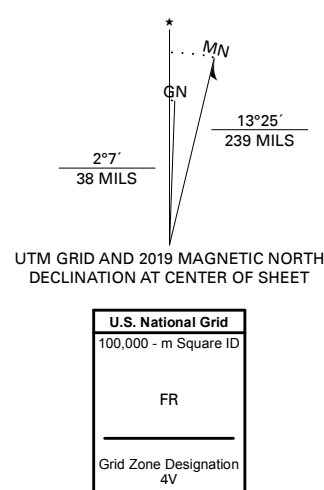 ★
MN
GN
13°25´
239 MILS
2°7´
38 MILS
UTM GRID AND 2019 MAGNETIC NORTH
DECLINATION AT CENTER OF SHEET
U.S. National Grid
100,000 - m Square ID
FR
Grid Zone Designation
4V